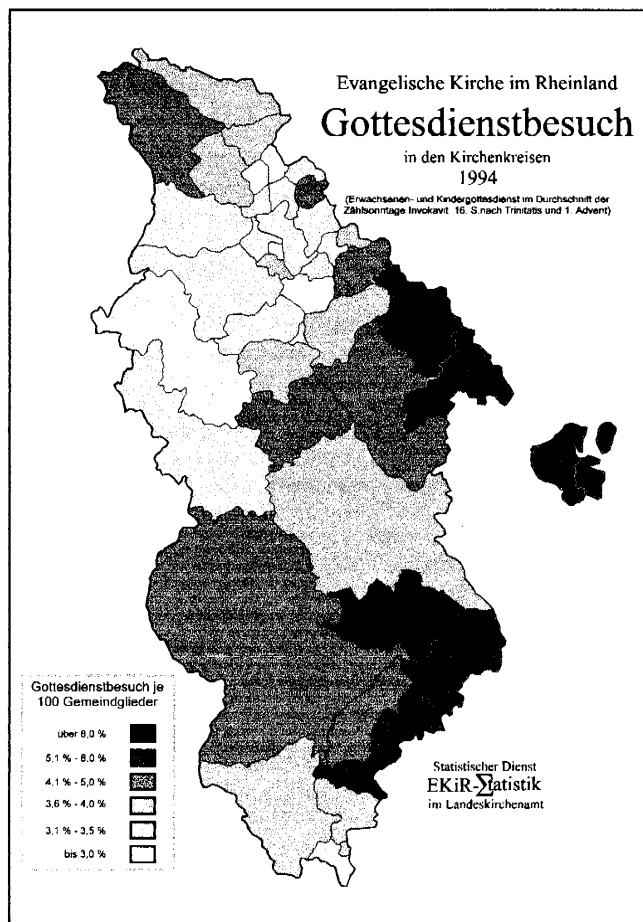 Evangelische Kirche im Rheinland
Gottesdienstbesuch
in den Kirchenkreisen
1994
(Erwachsenen- und Kindergottesdienst im Durchschnitt der
Zählsonntage Invokavit 16. S.nach Trinitatis und 1. Advent)
Gottesdienstbesuch je
100 Gemeindglieder
über 8,0 %
5,1 % - 8,0 %
4,1 % - 5,0 %
3,6 % - 4,0 %
3,1 % - 3,5 %
bis 3,0 %
Statistischer Dienst
EKiR-Σtatistik
im Landeskirchenamt